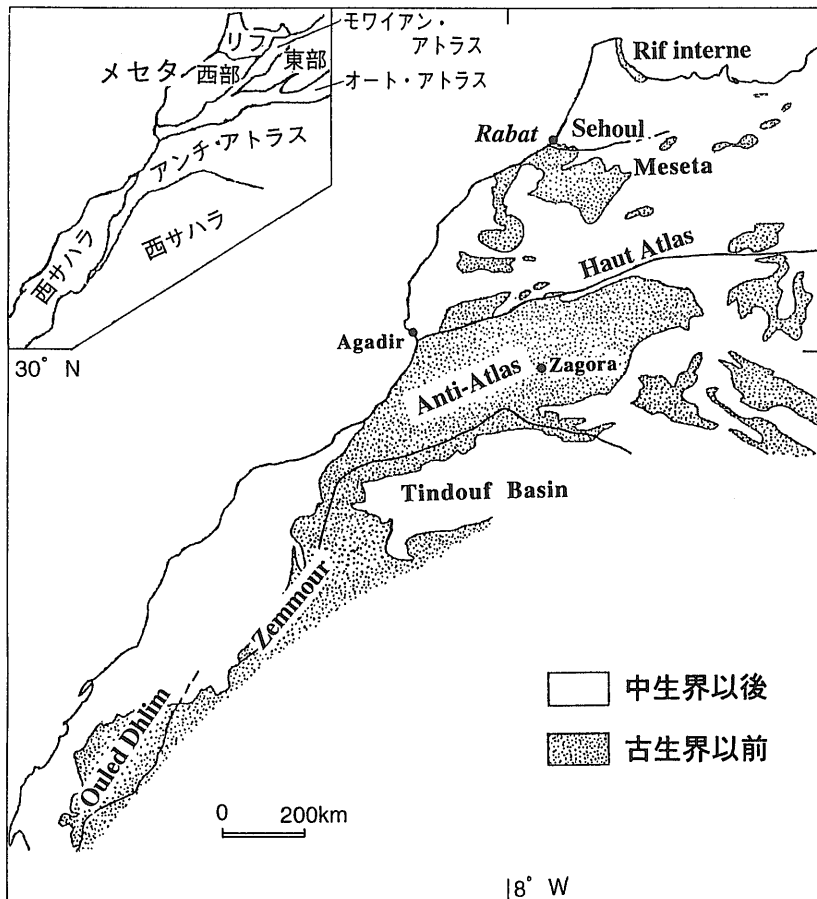 リフ
モワイアン・
アトラス
メセタ
西部
東部
オート・アトラス
アンチ・アトラス
西サハラ
西サハラ
30° N
Rif interne
Rabat
Sehoul
Meseta
Haut Atlas
Agadir
Anti-Atlas
Zagora
Tindouf Basin
Zemmour
Ouled Dhlim
中生界以後
古生界以前
0 200km
8° W